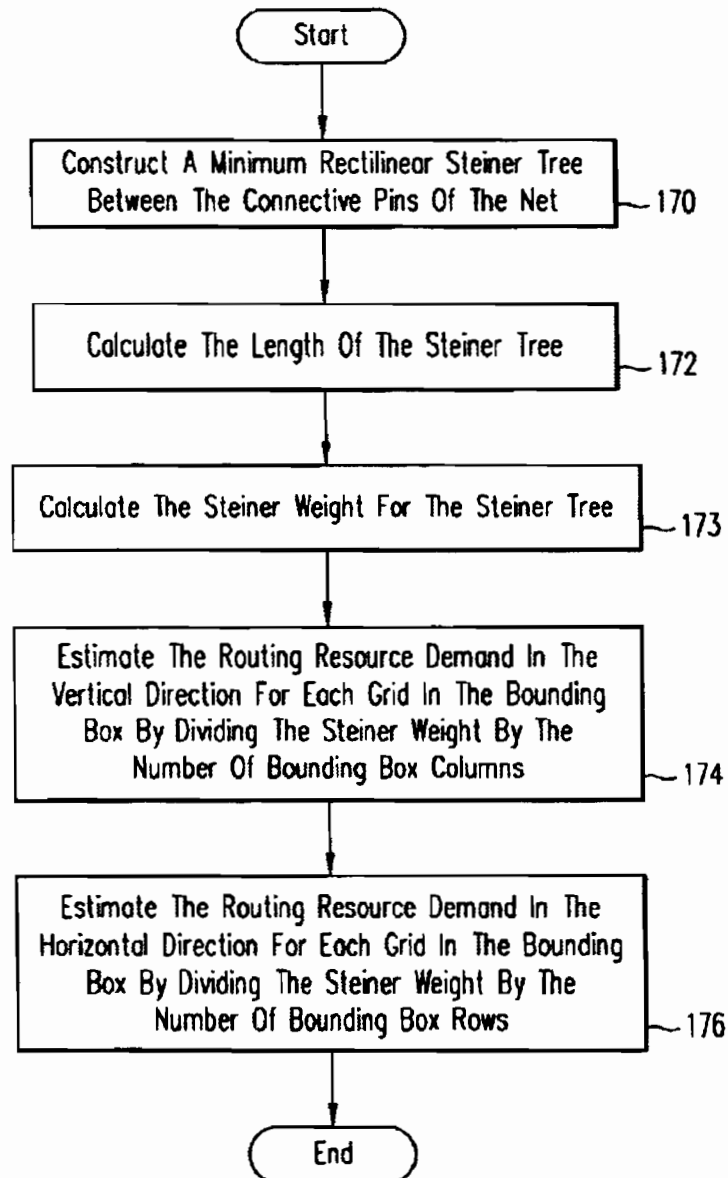 Start
Construct A Minimum Rectilinear Steiner Tree
Between The Connective Pins Of The Net
170
Calculate The Length Of The Steiner Tree
172
Calculate The Steiner Weight For The Steiner Tree
173
Estimate The Routing Resource Demand In The
Vertical Direction For Each Grid In The Bounding
Box By Dividing The Steiner Weight By The
Number Of Bounding Box Columns
174
Estimate The Routing Resource Demand In The
Horizontal Direction For Each Grid In The Bounding
Box By Dividing The Steiner Weight By The
Number Of Bounding Box Rows
176
End